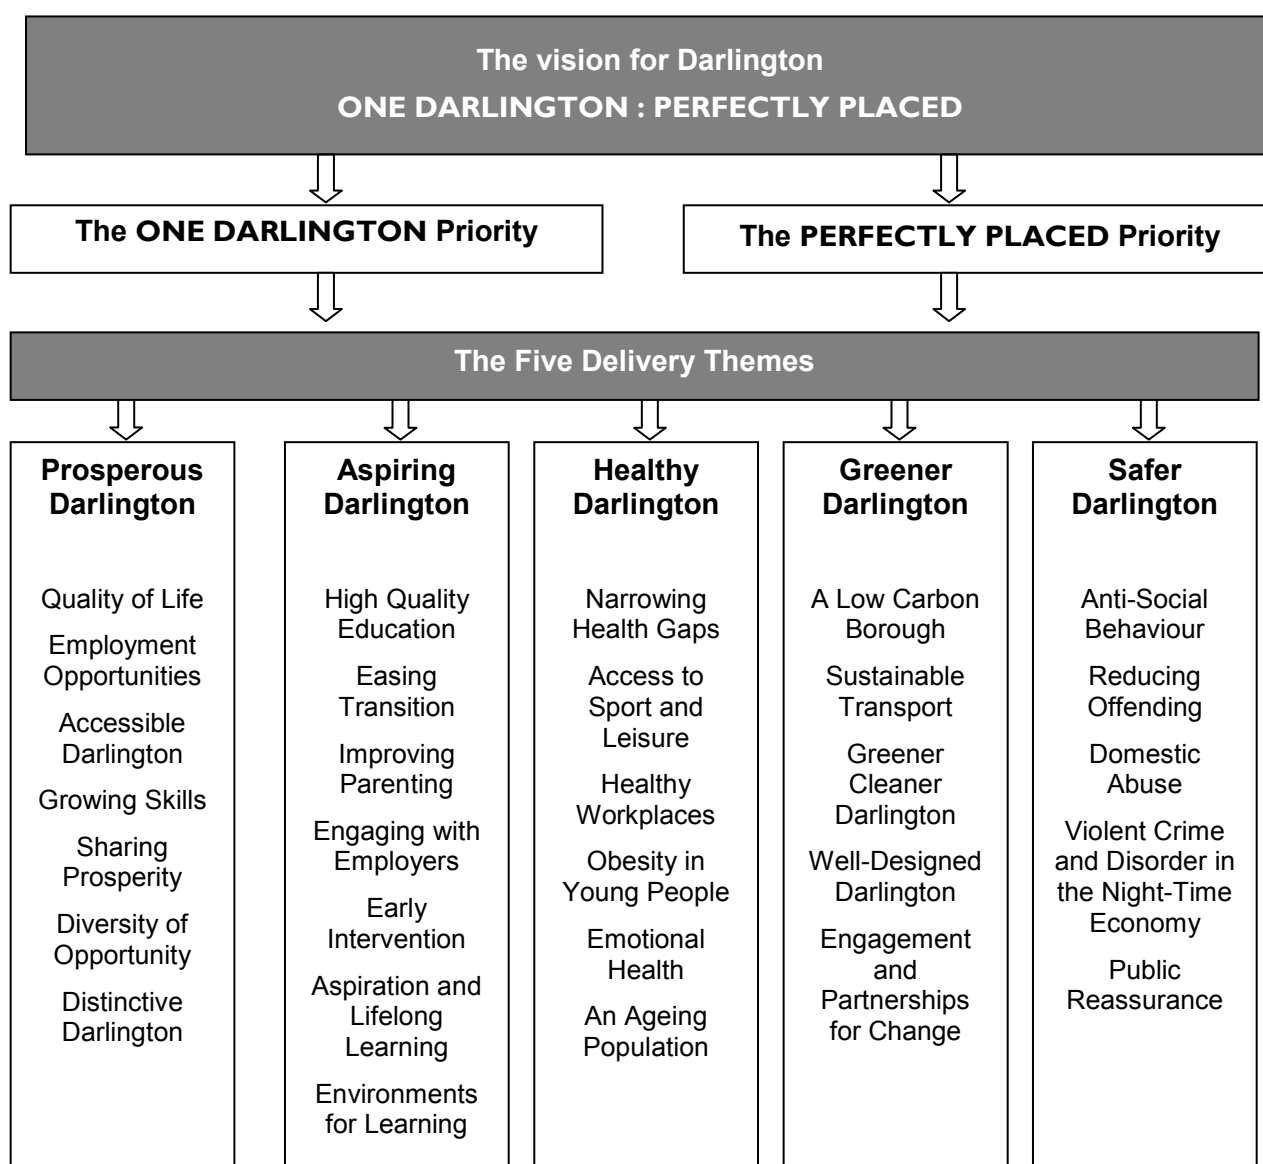 The vision for Darlington
ONE DARLINGTON : PERFECTLY PLACED
The ONE DARLINGTON Priority
The PERFECTLY PLACED Priority
The Five Delivery Themes
Prosperous
Darlington
Quality of Life
Employment
Opportunities
Accessible
Darlington
Growing Skills
Sharing
Prosperity
Diversity of
Opportunity
Distinctive
Darlington
Aspiring
Darlington
High Quality
Education
Easing
Transition
Improving
Parenting
Engaging with
Employers
Early
Intervention
Aspiration and
Lifelong
Learning
Environments
for Learning
Healthy
Darlington
Narrowing
Health Gaps
Access to
Sport and
Leisure
Healthy
Workplaces
Obesity in
Young People
Emotional
Health
An Ageing
Population
Greener
Darlington
A Low Carbon
Borough
Sustainable
Transport
Greener
Cleaner
Darlington
Well-Designed
Darlington
Engagement
and
Partnerships
for Change
Safer
Darlington
Anti-Social
Behaviour
Reducing
Offending
Domestic
Abuse
Violent Crime
and Disorder in
the Night-Time
Economy
Public
Reassurance